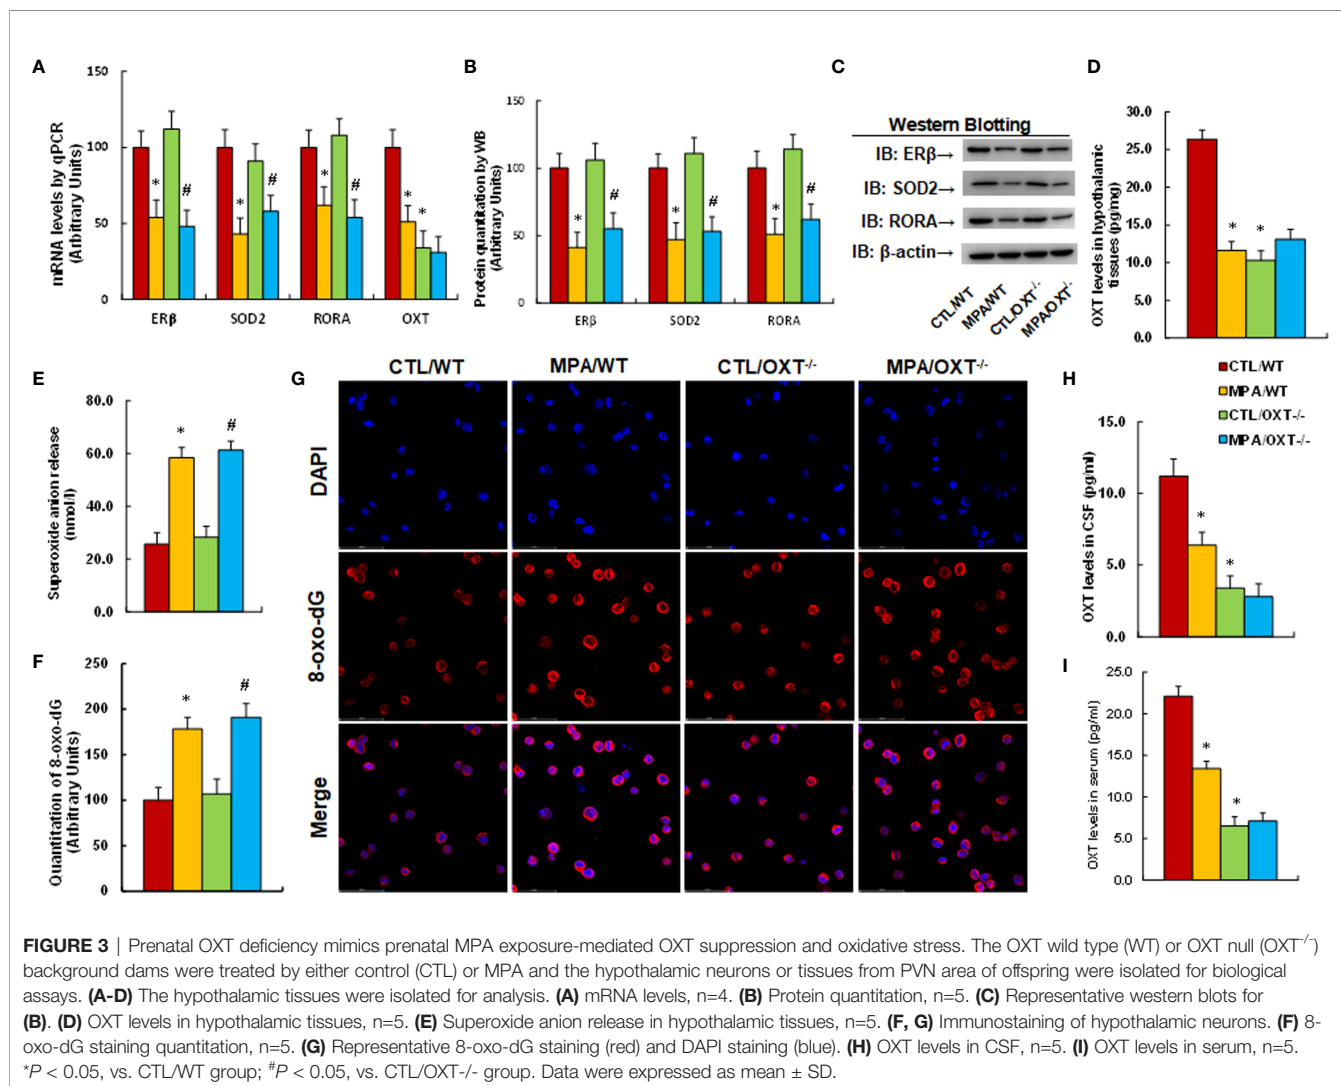 A
mRNA levels by qPCR
(Arbitrary Units)
150
100
50
0
*
#
*
#
*
#
*
*
ERβ
SOD2
RORA
OXT
B
Protein quantitation by WB
(Arbitrary Units)
150
100
50
0
*
#
*
#
*
#
ERβ
SOD2
RORA
C
Western Blotting
IB: ERβ→
IB: SOD2→
IB: RORA→
IB: β-actin→
CTL/WT
MPA/WT
CTL/OXT-/-
MPA/OXT-/-
D
OXT levels in hypothalamic
tissues (pg/mg)
30.0
25.0
20.0
15.0
10.0
5.0
0.0
*
*
E
Superoxide anion release
(nmol/l)
80.0
60.0
40.0
20.0
0.0
*
#
F
Quantitation of 8-oxo-dG
(Arbitrary Units)
250
200
150
100
50
0
*
#
G
CTL/WT
MPA/WT
CTL/OXT-/-
MPA/OXT-/-
DAPI
8-oxo-dG
Merge
H
CTL/WT
MPA/WT
CTL/OXT-/-
MPA/OXT-/-
OXT levels in CSF (pg/ml)
15.0
10.0
5.0
0.0
*
*
I
OXT levels in serum (pg/ml)
25.0
20.0
15.0
10.0
5.0
0.0
*
*
FIGURE 3 | Prenatal OXT deficiency mimics prenatal MPA exposure-mediated OXT suppression and oxidative stress. The OXT wild type (WT) or OXT null (OXT-/-)
background dams were treated by either control (CTL) or MPA and the hypothalamic neurons or tissues from PVN area of offspring were isolated for biological
assays. (A-D) The hypothalamic tissues were isolated for analysis. (A) mRNA levels, n=4. (B) Protein quantitation, n=5. (C) Representative western blots for
(B). (D) OXT levels in hypothalamic tissues, n=5. (E) Superoxide anion release in hypothalamic tissues, n=5. (F, G) Immunostaining of hypothalamic neurons. (F) 8-
oxo-dG staining quantitation, n=5. (G) Representative 8-oxo-dG staining (red) and DAPI staining (blue). (H) OXT levels in CSF, n=5. (I) OXT levels in serum, n=5.
*P < 0.05, vs. CTL/WT group; #P < 0.05, vs. CTL/OXT-/- group. Data were expressed as mean ± SD.